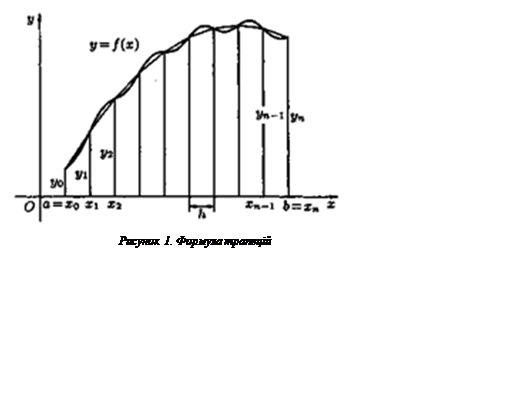 y
y = f(x)
y0 y1 y2 yn−1 yn
O a = x0 x1 x2 h xn−1 b = xn x
Рисунок 1. Формула трапецій